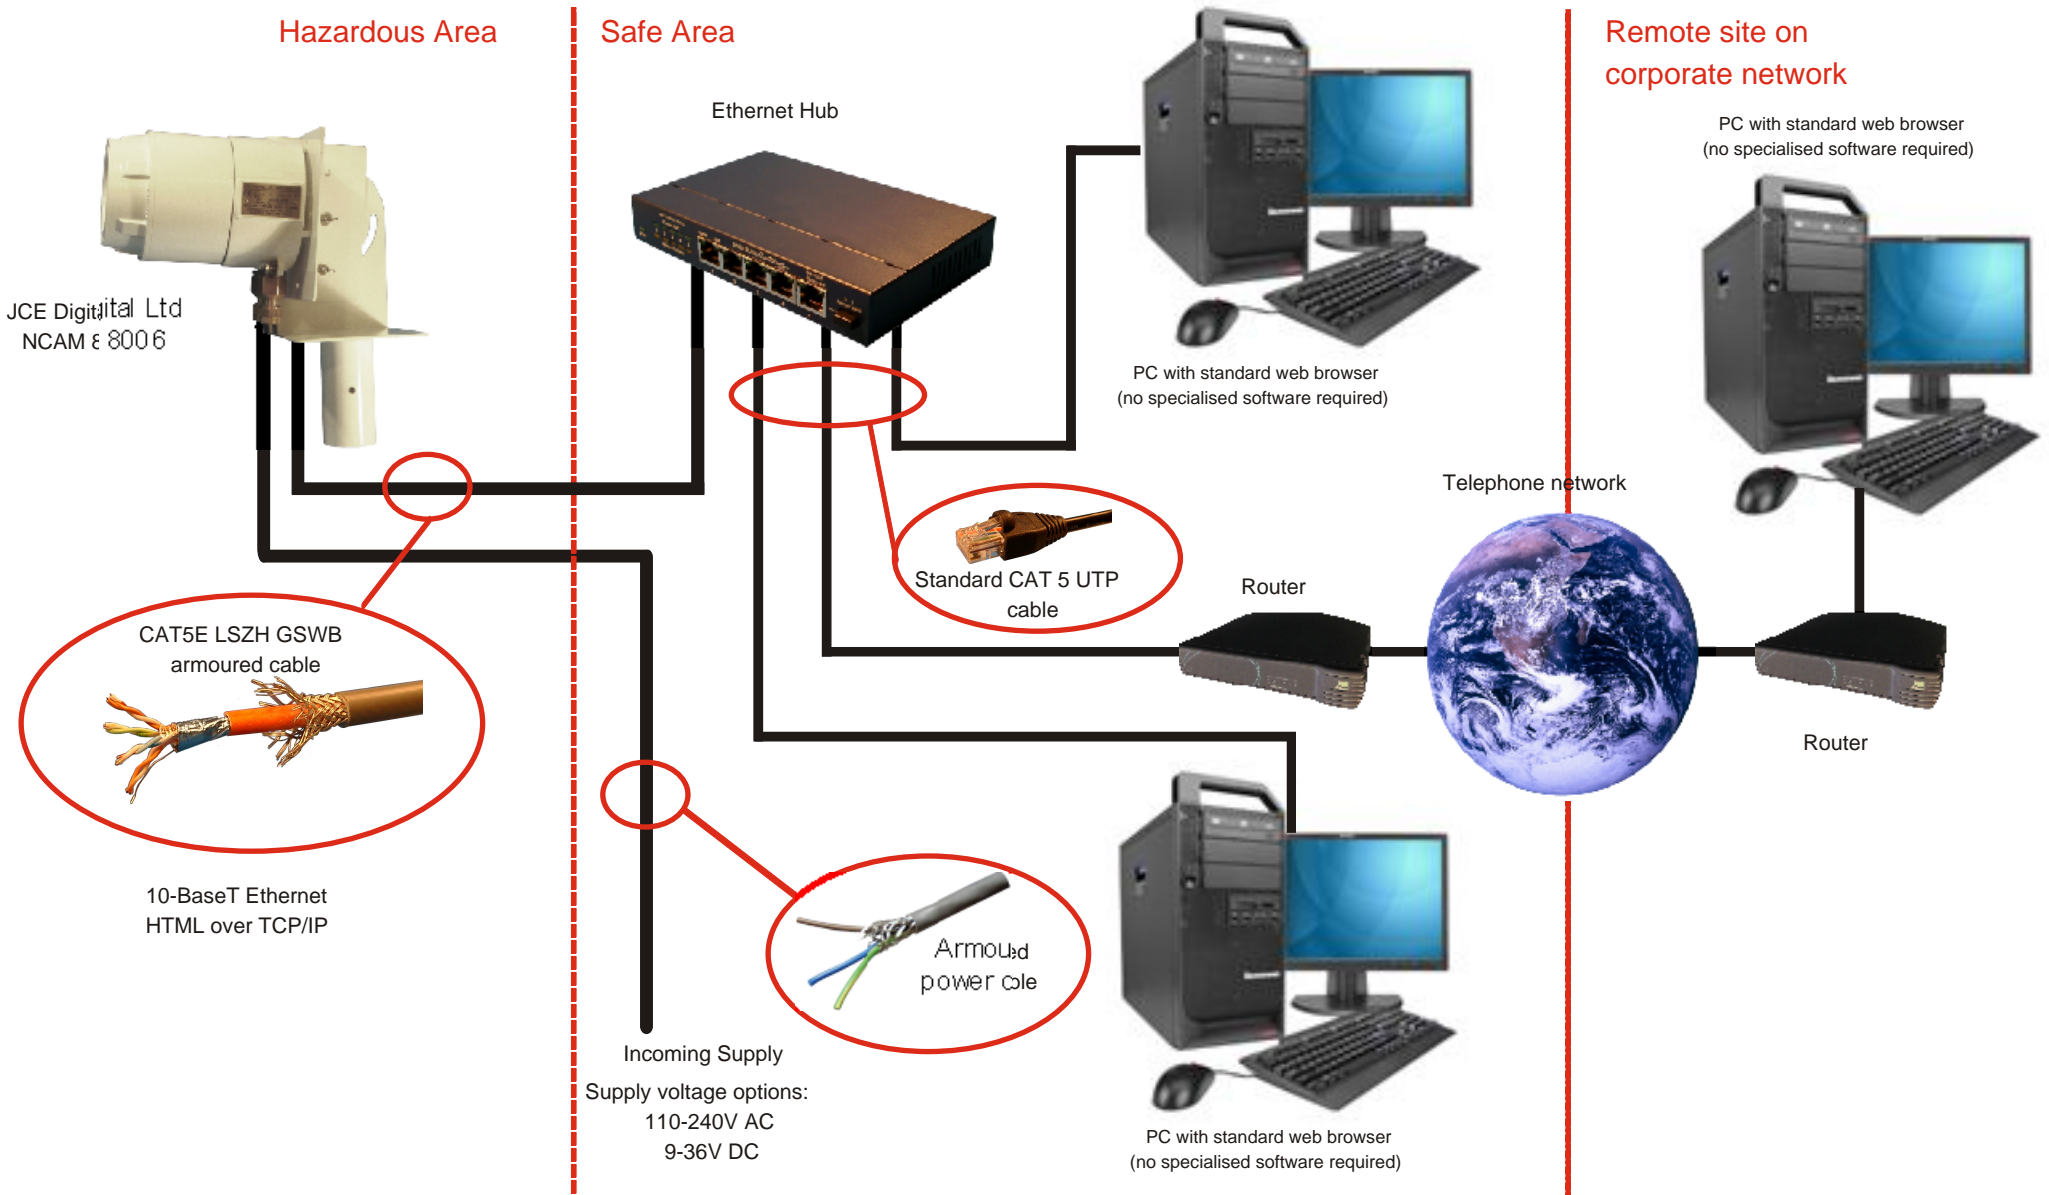 Hazardous Area
Safe Area
Remote site on
corporate network
Ethernet Hub
PC with standard web browser
(no specialised software required)
JCE Digital Ltd
NCAM 8006
PC with standard web browser
(no specialised software required)
Telephone network
Standard CAT 5 UTP
cable
Router
CAT5E LSZH GSWB
armoured cable
Router
10-BaseT Ethernet
HTML over TCP/IP
Armoured
power cable
Incoming Supply
Supply voltage options:
110-240V AC
9-36V DC
PC with standard web browser
(no specialised software required)